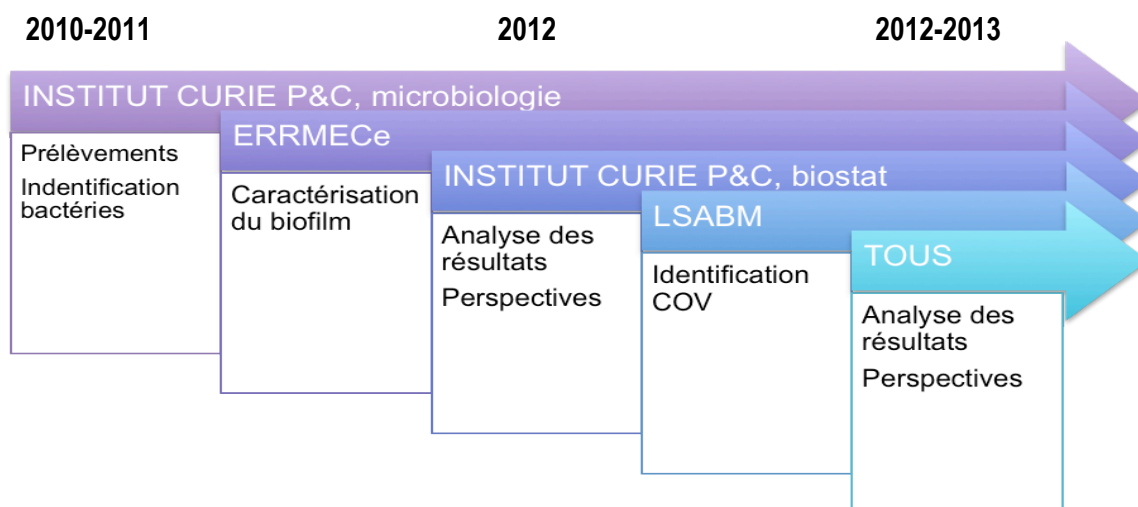 2010-2011
2012
2012-2013
INSTITUT CURIE P&C, microbiologie
Prélèvements
Indentification
bactéries
ERRMECe
Caractérisation
du biofilm
INSTITUT CURIE P&C, biostat
Analyse des
résultats
Perspectives
LSABM
Identification
COV
TOUS
Analyse des
résultats
Perspectives